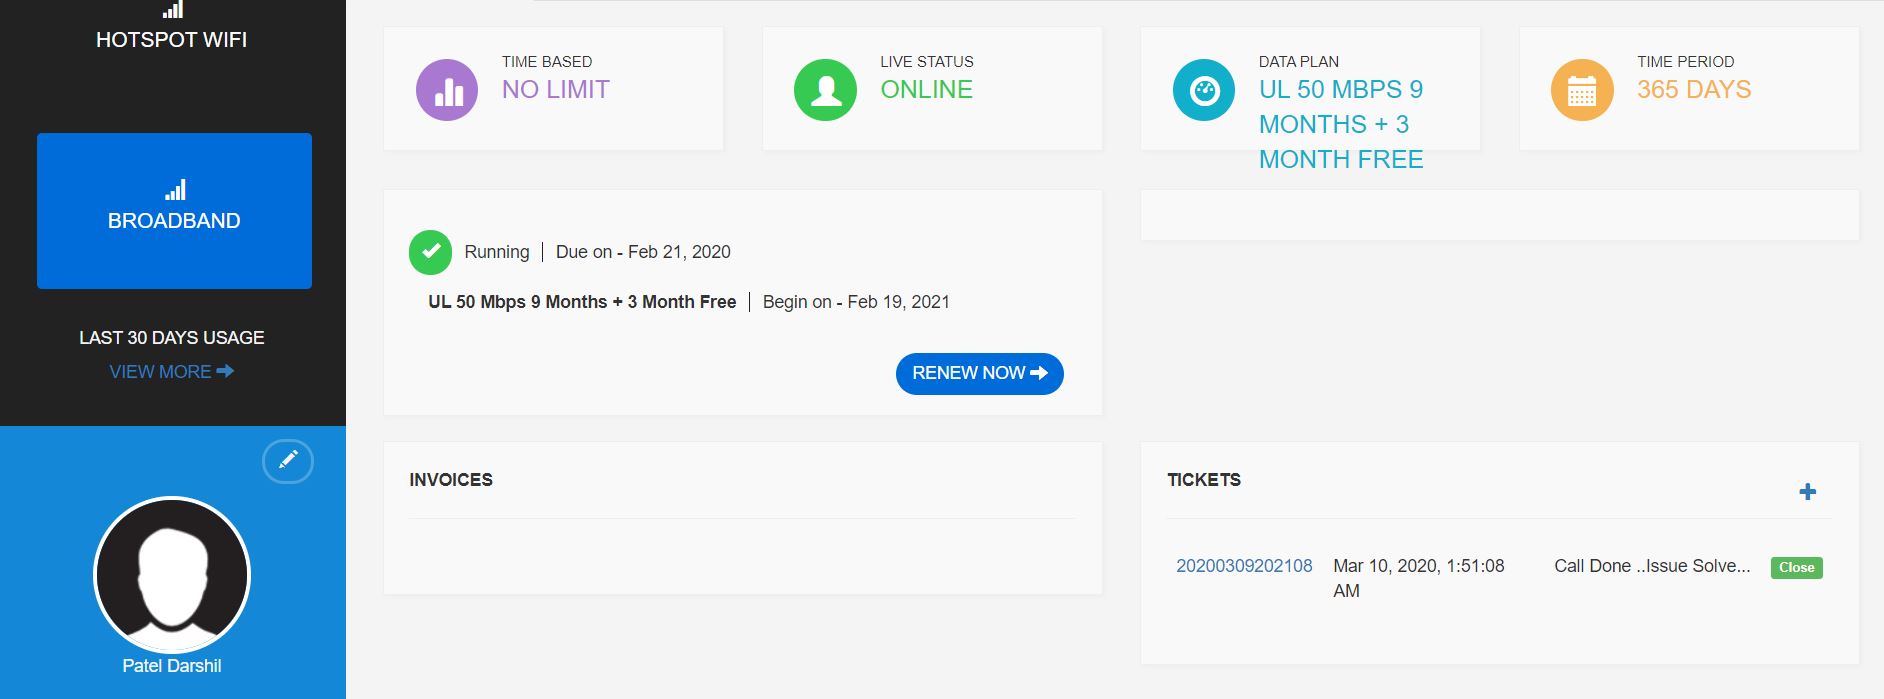 HOTSPOT WIFI
BROADBAND
LAST 30 DAYS USAGE
VIEW MORE
Patel Darshil
TIME BASED
NO LIMIT
LIVE STATUS
ONLINE
DATA PLAN
UL 50 MBPS 9
MONTHS + 3
MONTH FREE
TIME PERIOD
365 DAYS
Running | Due on - Feb 21, 2020
UL 50 Mbps 9 Months + 3 Month Free | Begin on - Feb 19, 2021
RENEW NOW
INVOICES
TICKETS
20200309202108 Mar 10, 2020, 1:51:08 Call Done ..Issue Solve... Close
AM